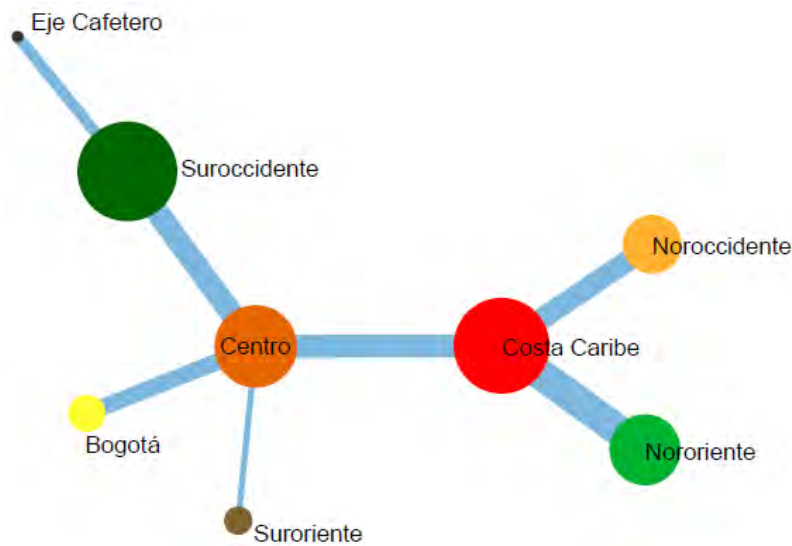 Eje Cafetero
Suroccidente
Noroccidente
Centro
Costa Caribe
Bogotá
Nororiente
Suroriente